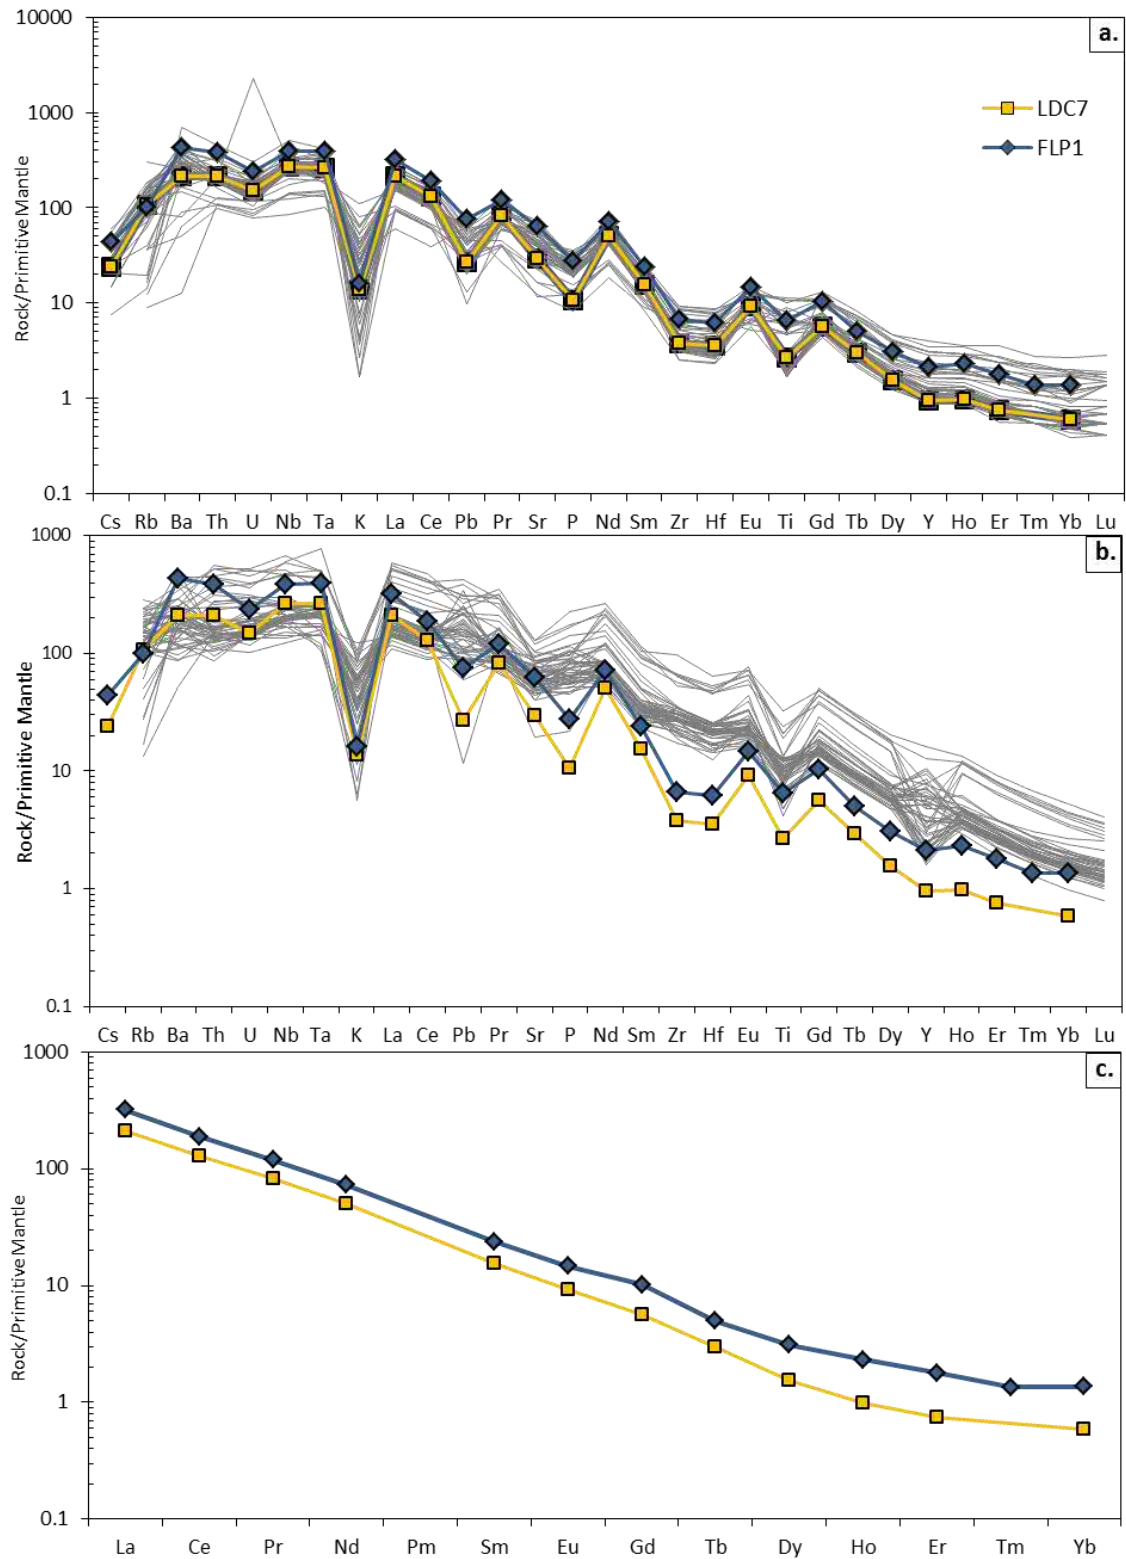 10000
1000
100
10
1
0.1
Rock/Primitive Mantle
a.
LDC7
FLP1
Cs Rb Ba Th U Nb Ta K La Ce Pb Pr Sr P Nd Sm Zr Hf Eu Ti Gd Tb Dy Y Ho Er Tm Yb Lu
1000
100
10
1
0.1
Rock/Primitive Mantle
b.
Cs Rb Ba Th U Nb Ta K La Ce Pb Pr Sr P Nd Sm Zr Hf Eu Ti Gd Tb Dy Y Ho Er Tm Yb Lu
1000
100
10
1
0.1
Rock/Primitive Mantle
c.
La Ce Pr Nd Pm Sm Eu Gd Tb Dy Ho Er Tm Yb